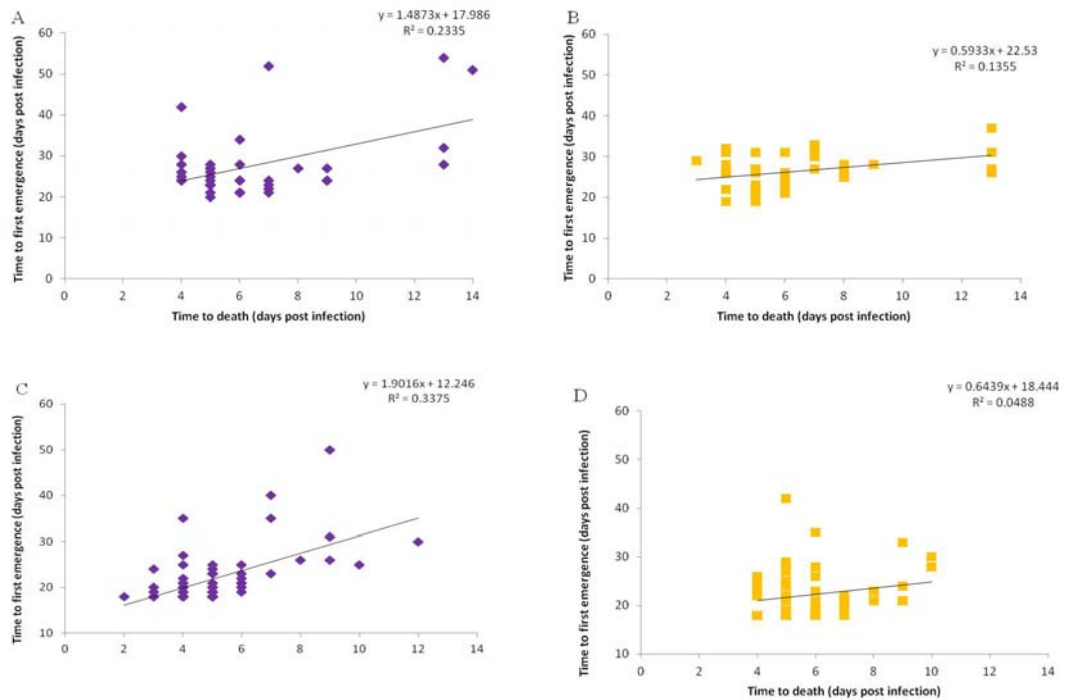 A
y = 1.4873x + 17.986
R² = 0.2335
Time to first emergence (days post infection)
60
50
40
30
20
10
0
0 2 4 6 8 10 12 14
Time to death (days post infection)
B
y = 0.5933x + 22.53
R² = 0.1355
Time to first emergence (days post infection)
60
50
40
30
20
10
0
0 2 4 6 8 10 12 14
Time to death (days post infection)
C
y = 1.9016x + 12.246
R² = 0.3375
Time to first emergence (days post infection)
60
50
40
30
20
10
0 2 4 6 8 10 12 14
Time to death (days post infection)
D
y = 0.6439x + 18.444
R² = 0.0488
Time to first emergence (days post infection)
60
50
40
30
20
10
0 2 4 6 8 10 12 14
Time to death (days post infection)